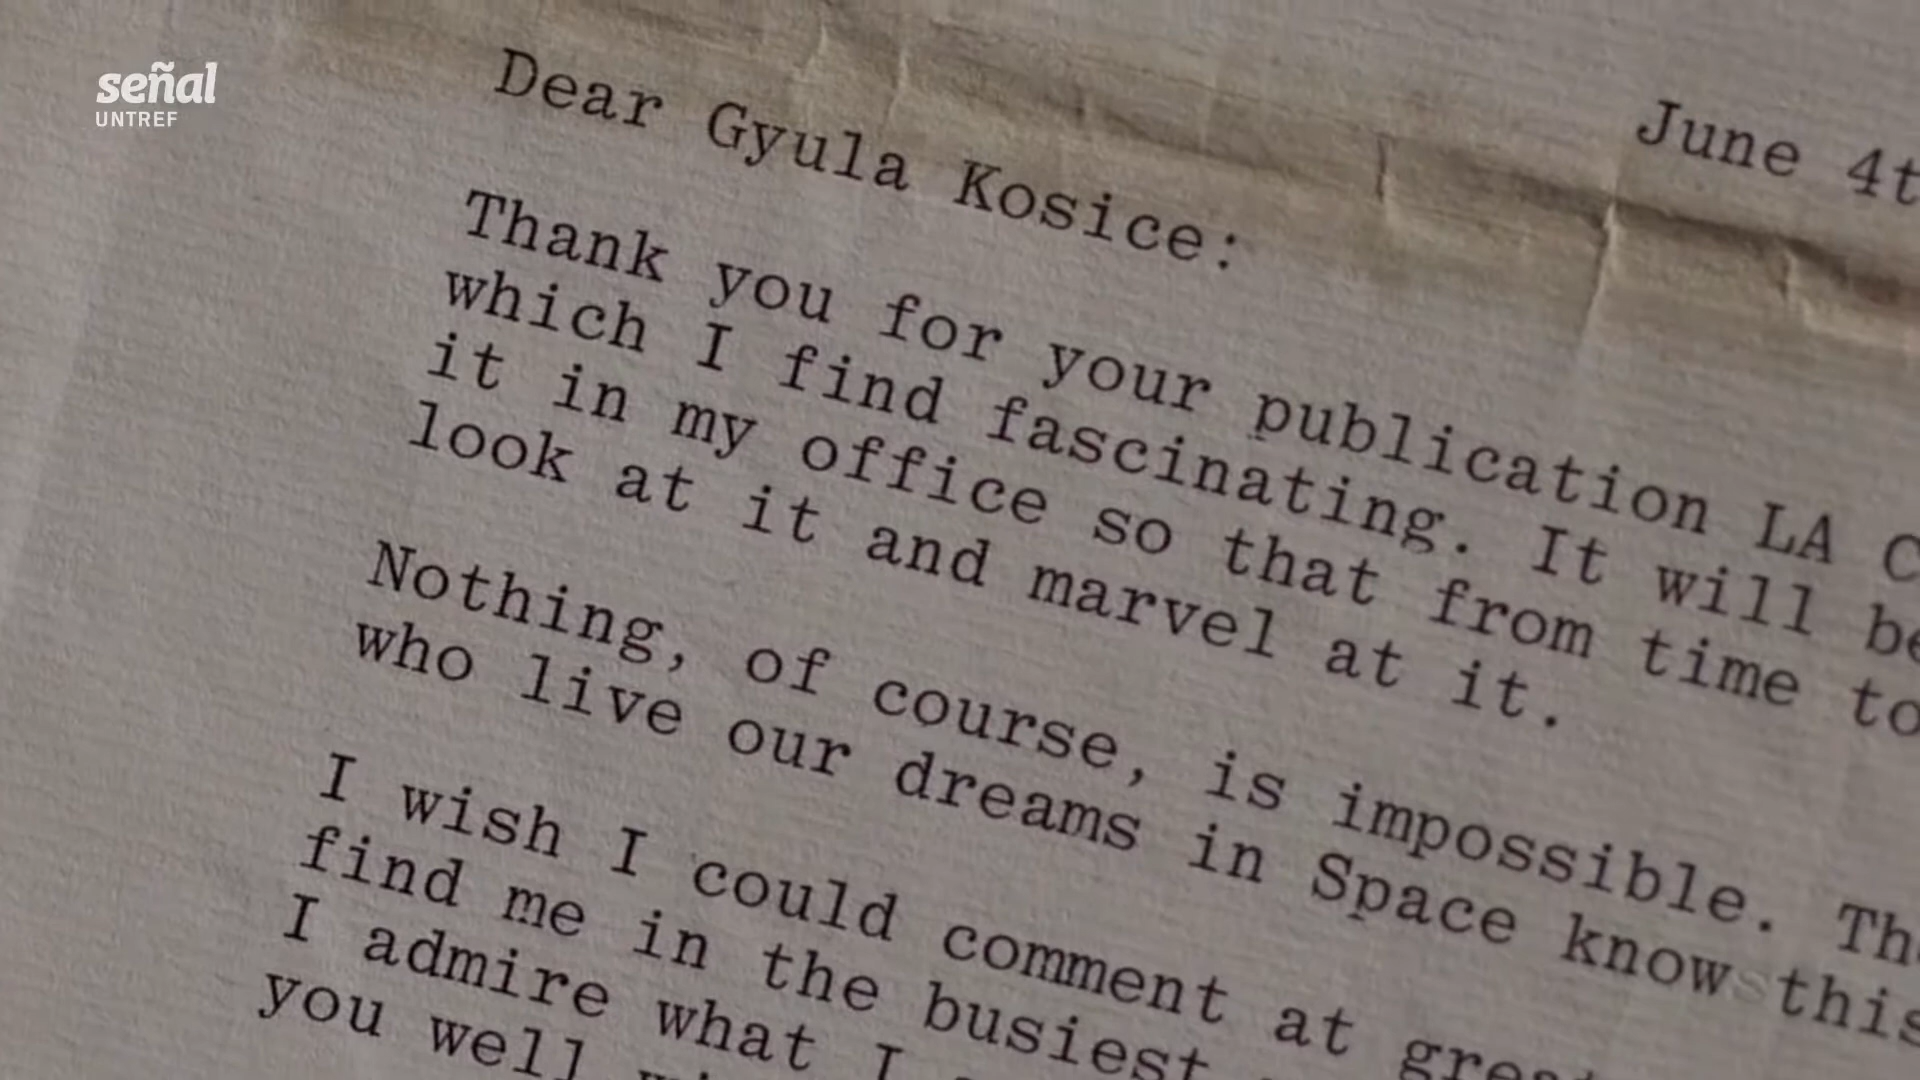 señal
UNTREF
June
Dear Gyula Kosice:
Thank you for your publication LA
which I find fascinating. It will
it in my office so that from time to
look at it and marvel at it.
Nothing, of course, is impossible.
who live our dreams in Space know this
I wish I could comment at
find me in the busiest
I admire what I
you well